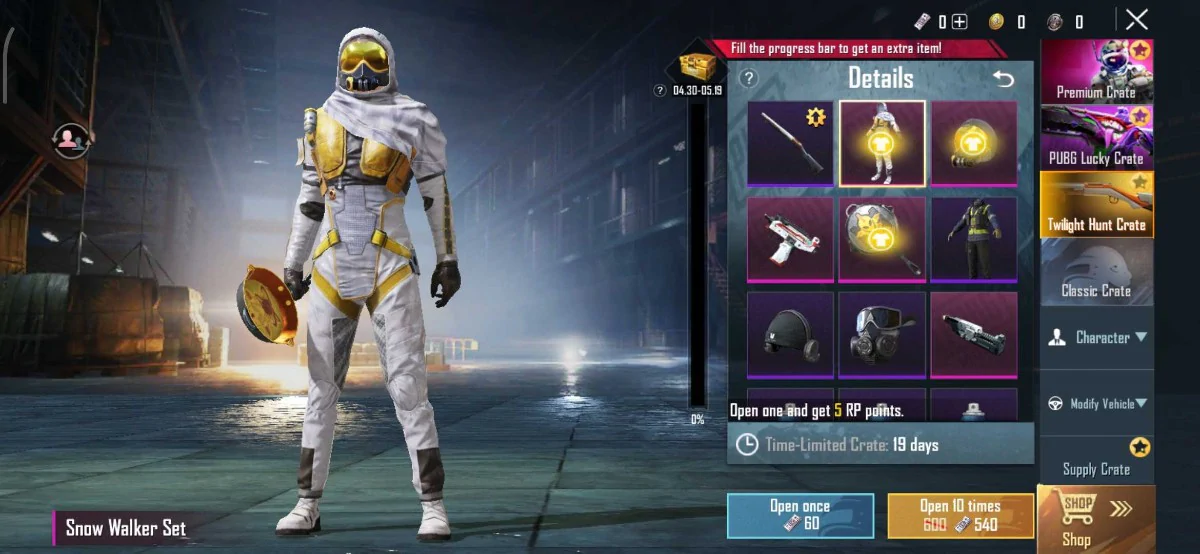 0 0 0
Fill the progress bar to get an extra item!
? 04.30-05.19
? Details
Premium Crate
PUBG Lucky Crate
Twilight Hunt Crate
Classic Crate
Character
Modify Vehicle
Supply Crate
Open one and get 5 RP points.
0%
Time-Limited Crate: 19 days
Open once
60
Open 10 times
600 540
SHOP
Shop
Snow Walker Set